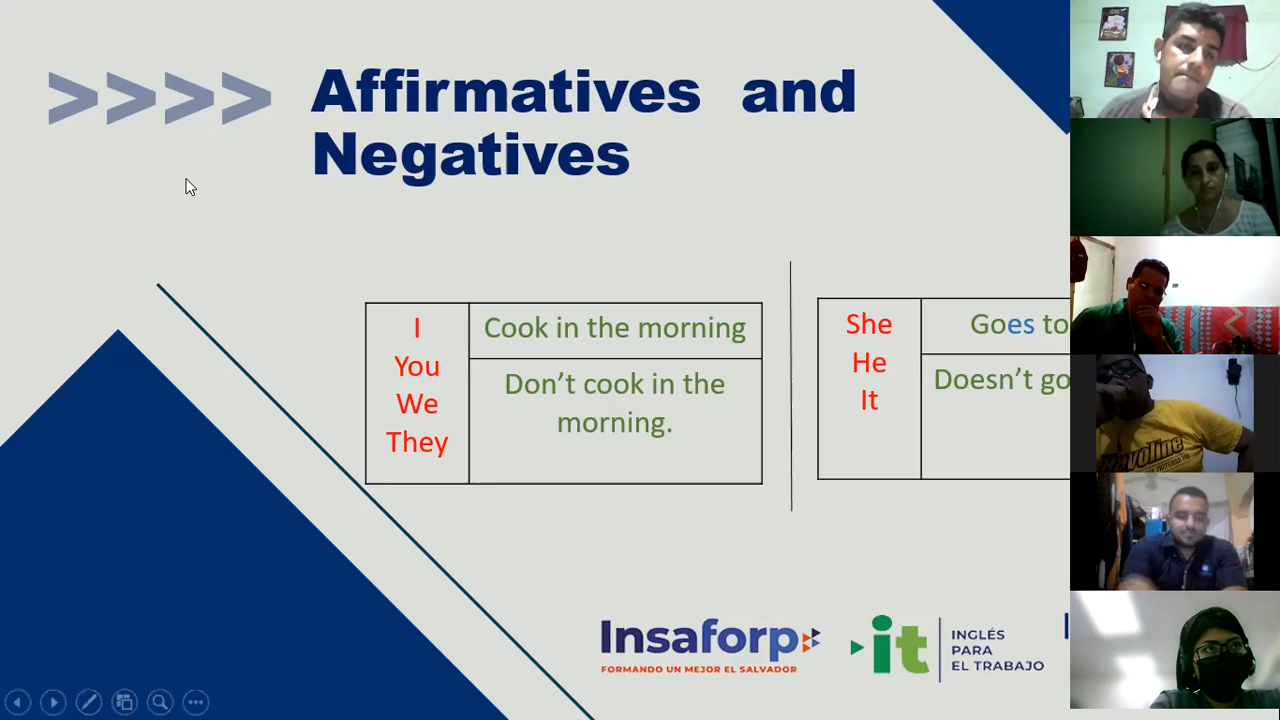 >>>> Affirmatives and
Negatives
I
You
We
They
Cook in the morning
Don't cook in the
morning.
She
He
It
Goes to
Doesn't go
Insaforp
FORMANDO UN MEJOR EL SALVADOR
it
INGLÉS
PARA
EL TRABAJO
Havoline